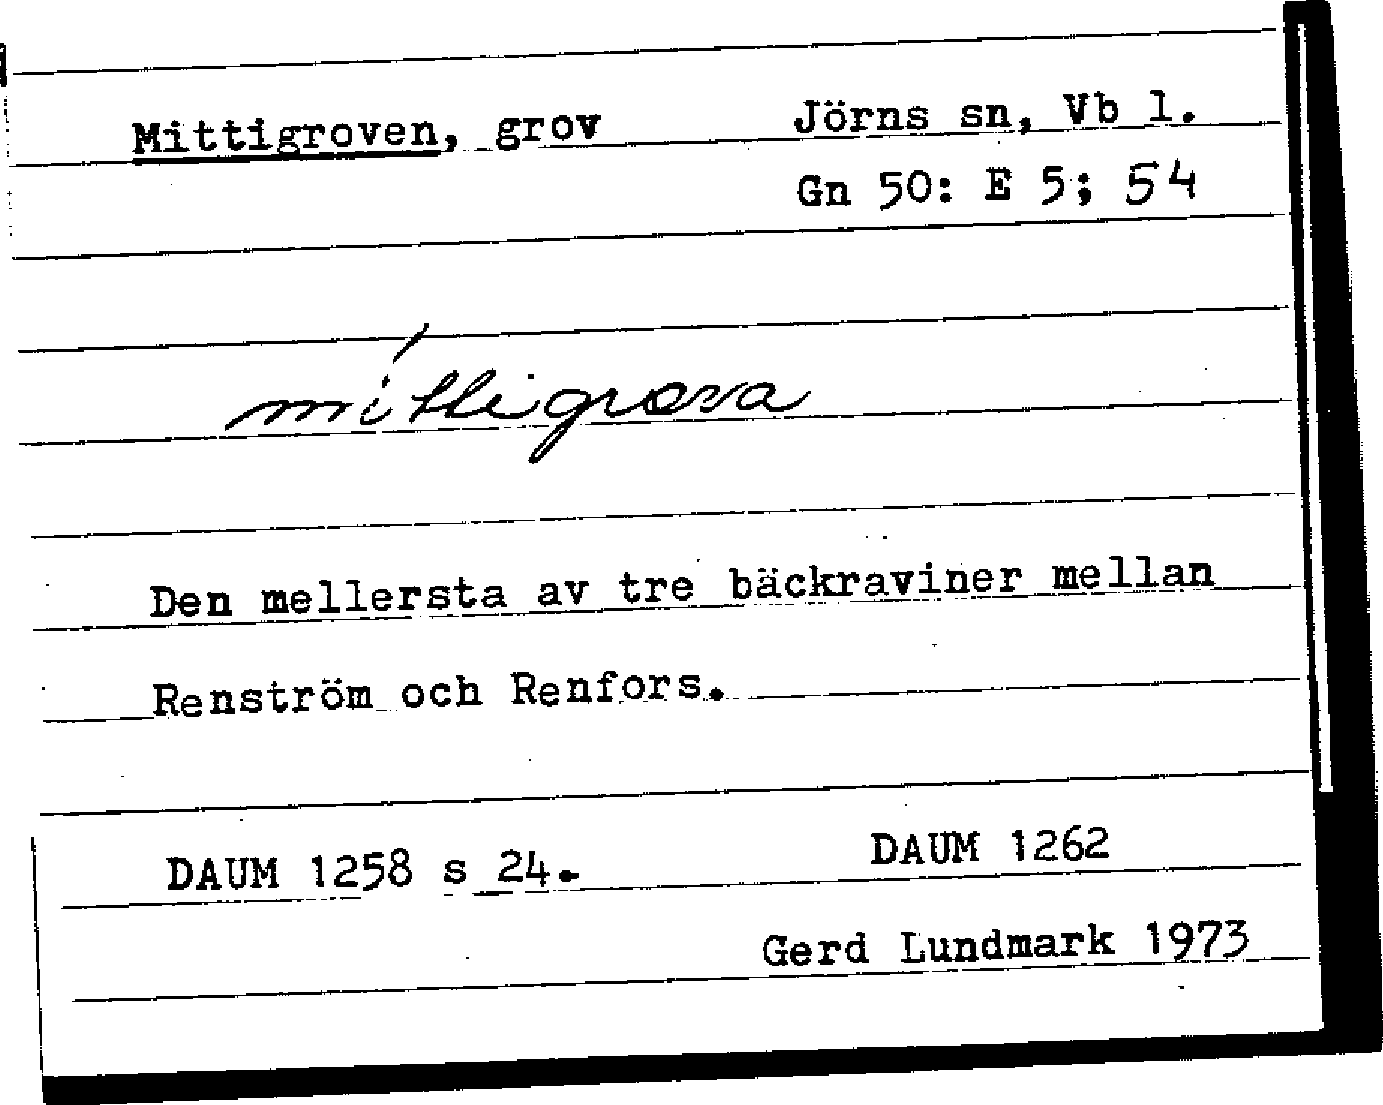 Mittigroven, grov Jörns sn, Vb l.
Gn 50: E 5; 54
mittigrova
Den mellersta av tre bäckraviner mellan
Renström och Renfors.
DAUM 1258 s 24. DAUM 1262
Gerd Lundmark 1973